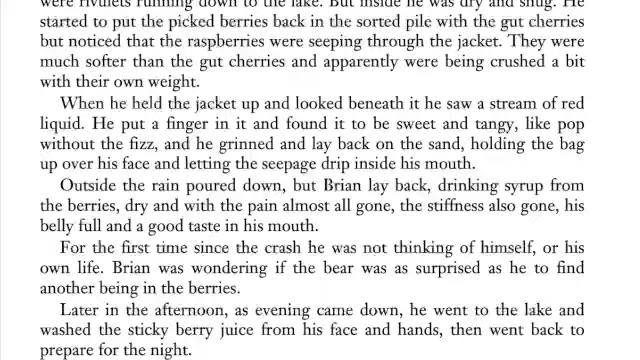 were rivulets running down to the lake. But inside he was dry and snug. He
started to put the picked berries back in the sorted pile with the gut cherries
but noticed that the raspberries were seeping through the jacket. They were
much softer than the gut cherries and apparently were being crushed a bit
with their own weight.
When he held the jacket up and looked beneath it he saw a stream of red
liquid. He put a finger in it and found it to be sweet and tangy, like pop
without the fizz, and he grinned and lay back on the sand, holding the bag
up over his face and letting the seepage drip inside his mouth.
Outside the rain poured down, but Brian lay back, drinking syrup from
the berries, dry and with the pain almost all gone, the stiffness also gone, his
belly full and a good taste in his mouth.
For the first time since the crash he was not thinking of himself, or his
own life. Brian was wondering if the bear was as surprised as he to find
another being in the berries.
Later in the afternoon, as evening came down, he went to the lake and
washed the sticky berry juice from his face and hands, then went back to
prepare for the night.